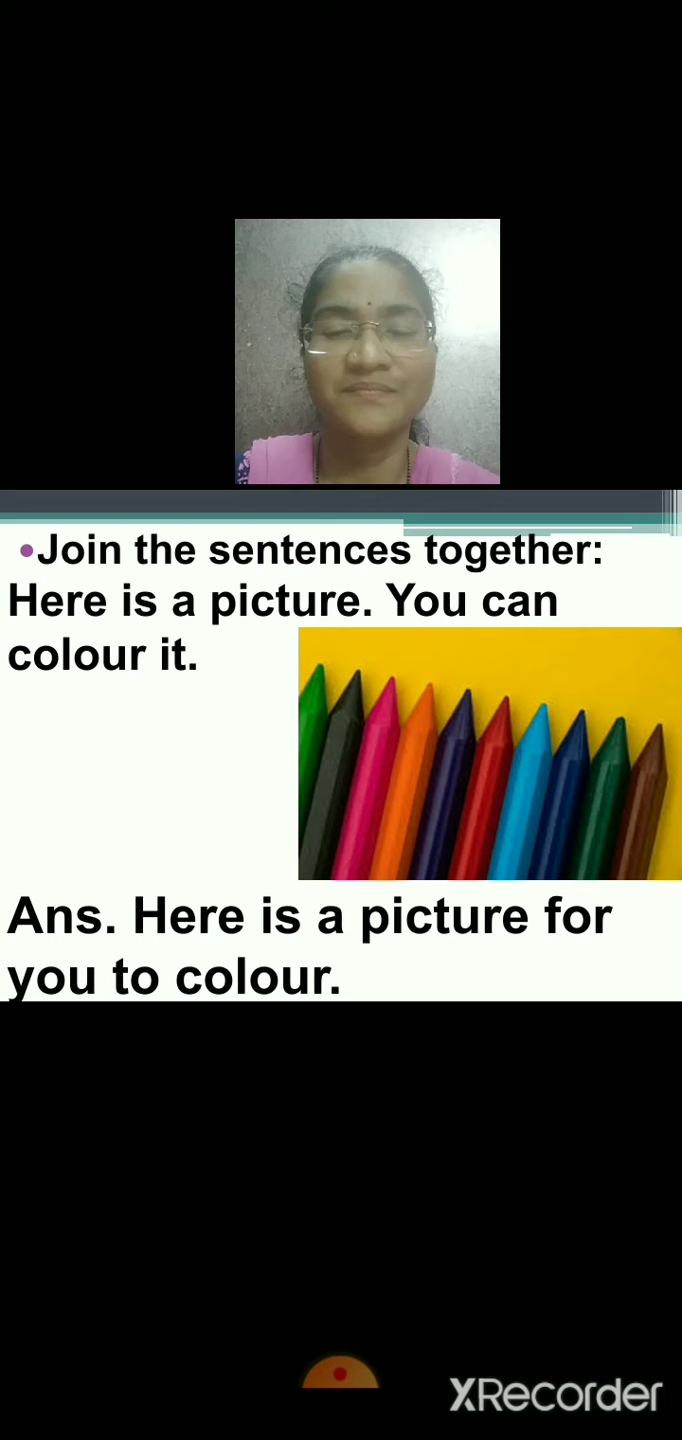 •Join the sentences together:
Here is a picture. You can
colour it.
Ans. Here is a picture for
you to colour.
XRecorder